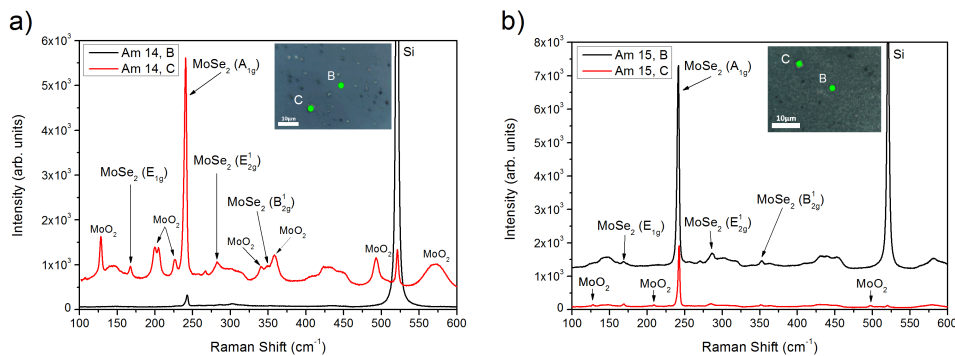 a)
Am 14, B
Am 14, C
Si
MoSe₂ (A₁g)
B
C
10µm
MoSe₂ (E¹₂g)
MoSe₂ (E₁g)
MoSe₂ (B¹₂g)
MoO₂
MoO₂
MoO₂
MoO₂
MoO₂
MoO₂
6x10³
5x10³
4x10³
3x10³
2x10³
1x10³
0
Intensity (arb. units)
100 150 200 250 300 350 400 450 500 550 600
Raman Shift (cm⁻¹)
b)
Am 15, B
Am 15, C
Si
MoSe₂ (A₁g)
C
B
10µm
MoSe₂ (E₁g)
MoSe₂ (E¹₂g)
MoSe₂ (B¹₂g)
MoO₂
MoO₂
MoO₂
8x10³
7x10³
6x10³
5x10³
4x10³
3x10³
2x10³
1x10³
0
Intensity (arb. units)
100 150 200 250 300 350 400 450 500 550 600
Raman Shift (cm⁻¹)